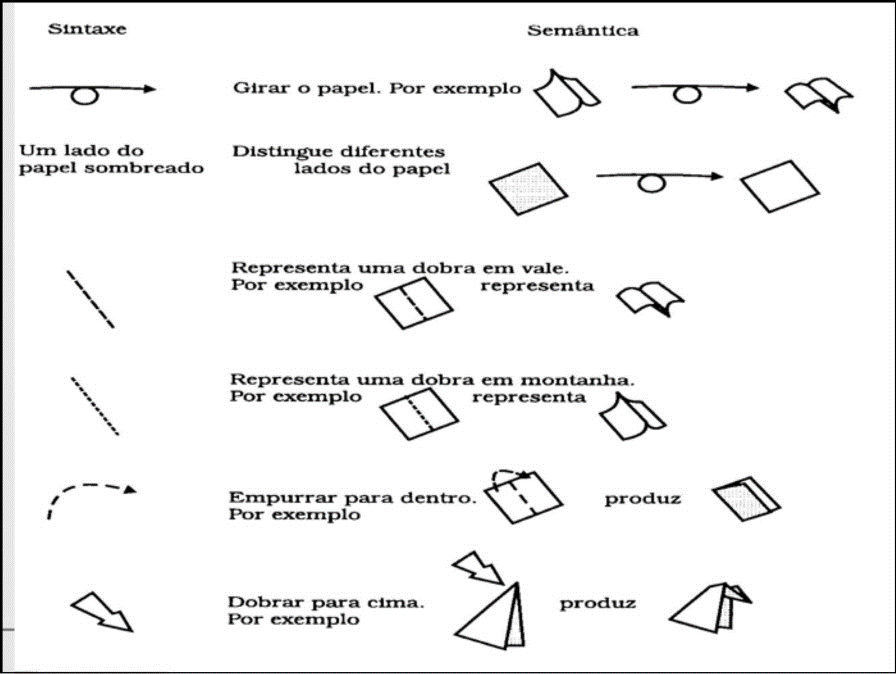 Sintaxe
Semântica
Girar o papel. Por exemplo
Um lado do
papel sombreado
Distingue diferentes
lados do papel
Representa uma dobra em vale.
Por exemplo
representa
Representa uma dobra em montanha.
Por exemplo
representa
Empurrar para dentro.
Por exemplo
produz
Dobrar para cima.
Por exemplo
produz